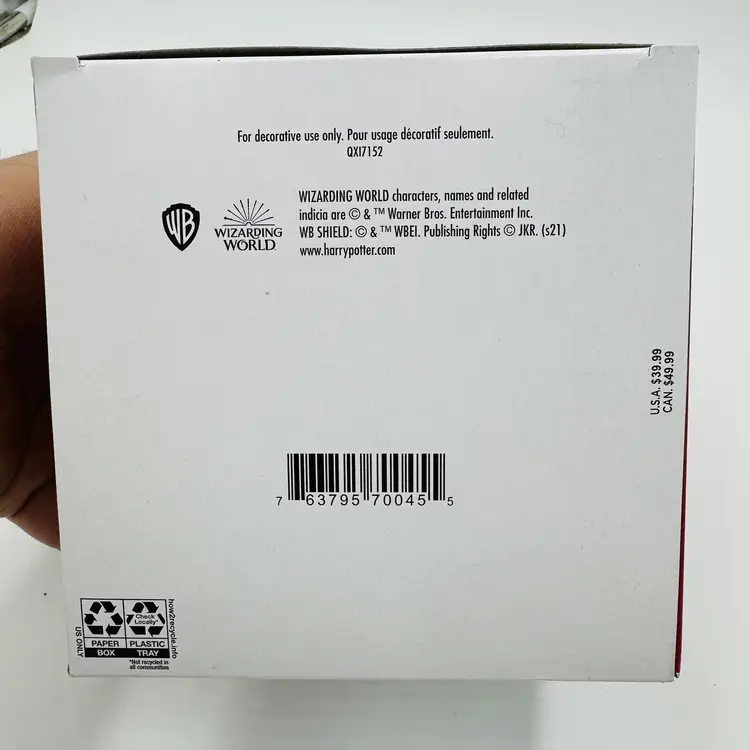 For decorative use only. Pour usage décoratif seulement.
QXI7152
WB
WIZARDING
WORLD
WIZARDING WORLD characters, names and related
indicia are © & ™ Warner Bros. Entertainment Inc.
WB SHIELD: © & ™ WBEI. Publishing Rights © JKR. (s21)
www.harrypotter.com
U.S.A. $39.99
CAN. $49.99
7 63795 70045 5
US ONLY
Check
Locally*
PAPER
BOX
PLASTIC
TRAY
*Not recycled in
all communities
how2recycle.info